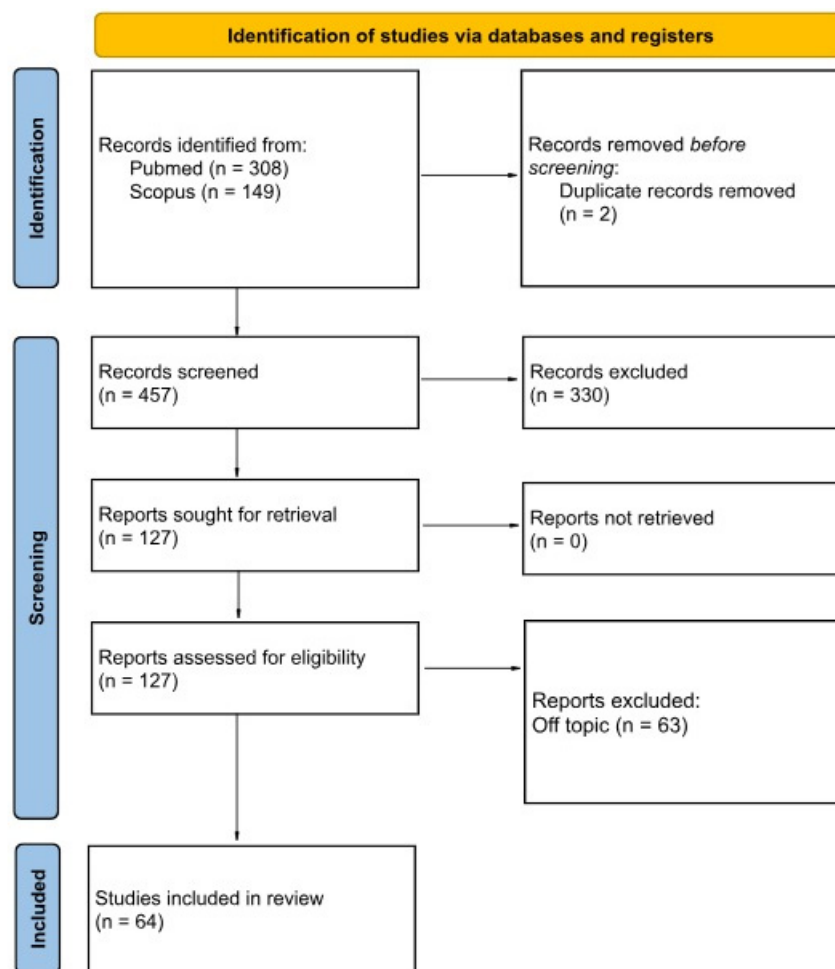 Identification of studies via databases and registers
Identification
Records identified from:
Pubmed (n = 308)
Scopus (n = 149)
Records removed before
screening:
Duplicate records removed
(n = 2)
Screening
Records screened
(n = 457)
Records excluded
(n = 330)
Reports sought for retrieval
(n = 127)
Reports not retrieved
(n = 0)
Reports assessed for eligibility
(n = 127)
Reports excluded:
Off topic (n = 63)
Included
Studies included in review
(n = 64)